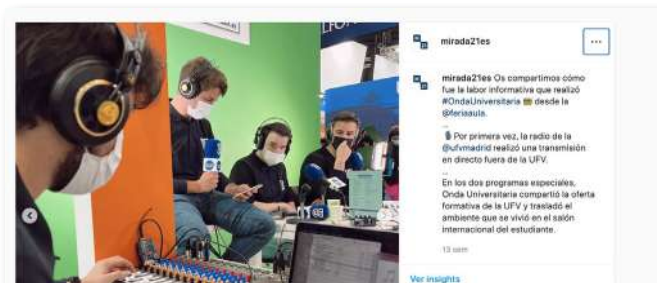 mirada21es
mirada21es Os compartimos cómo
fue la labor informativa que realizó
#OndaUniversitaria desde la
@feriaaula.
...
Por primera vez, la radio de la
@ufvmadrid realizó una transmisión
en directo fuera de la UFV.
...
En los dos programas especiales,
Onda Universitaria compartió la oferta
formativa de la UFV y trasladó el
ambiente que se vivió en el salón
internacional del estudiante.
13 sem
Ver insights